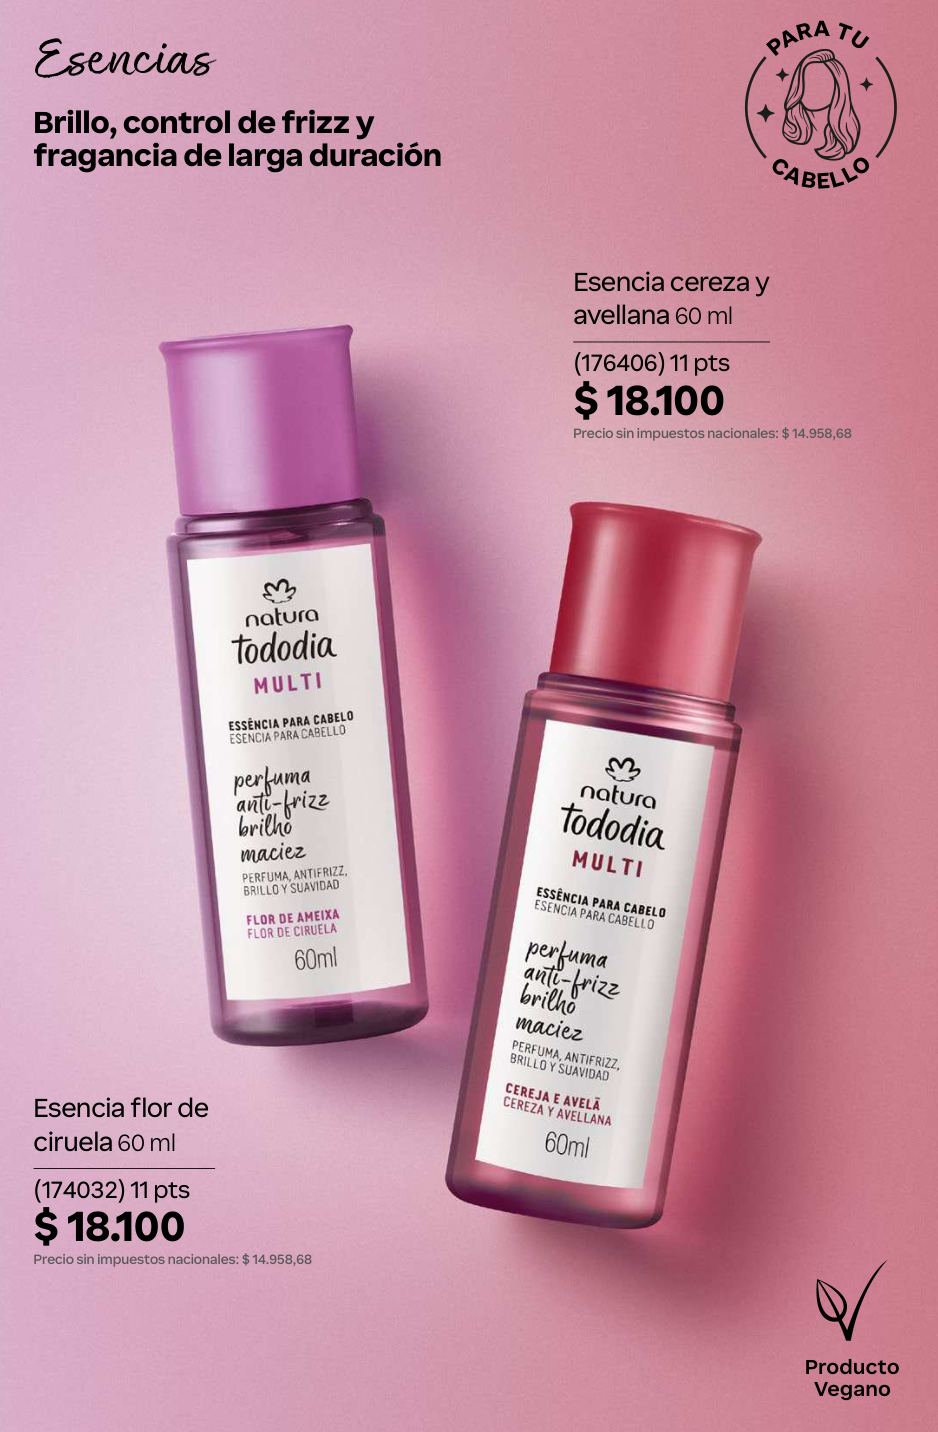 Esencias
Brillo, control de frizz y
fragancia de larga duración
PARA TU
CABELLO
Esencia cereza y
avellana 60 ml
(176406) 11 pts
$ 18.100
Precio sin impuestos nacionales: $ 14.958,68
natura
tododia
MULTI
ESSÊNCIA PARA CABELO
ESENCIA PARA CABELLO
perfuma
anti-frizz
brilho
maciez
PERFUMA, ANTIFRIZZ,
BRILLO Y SUAVIDAD
FLOR DE AMEIXA
FLOR DE CIRUELA
60ml
natura
tododia
MULTI
ESSÊNCIA PARA CABELO
ESENCIA PARA CABELLO
perfuma
anti-frizz
brilho
maciez
PERFUMA, ANTIFRIZZ,
BRILLO Y SUAVIDAD
CEREJA E AVELÃ
CEREZA Y AVELLANA
60ml
Esencia flor de
ciruela 60 ml
(174032) 11 pts
$ 18.100
Precio sin impuestos nacionales: $ 14.958,68
Producto
Vegano